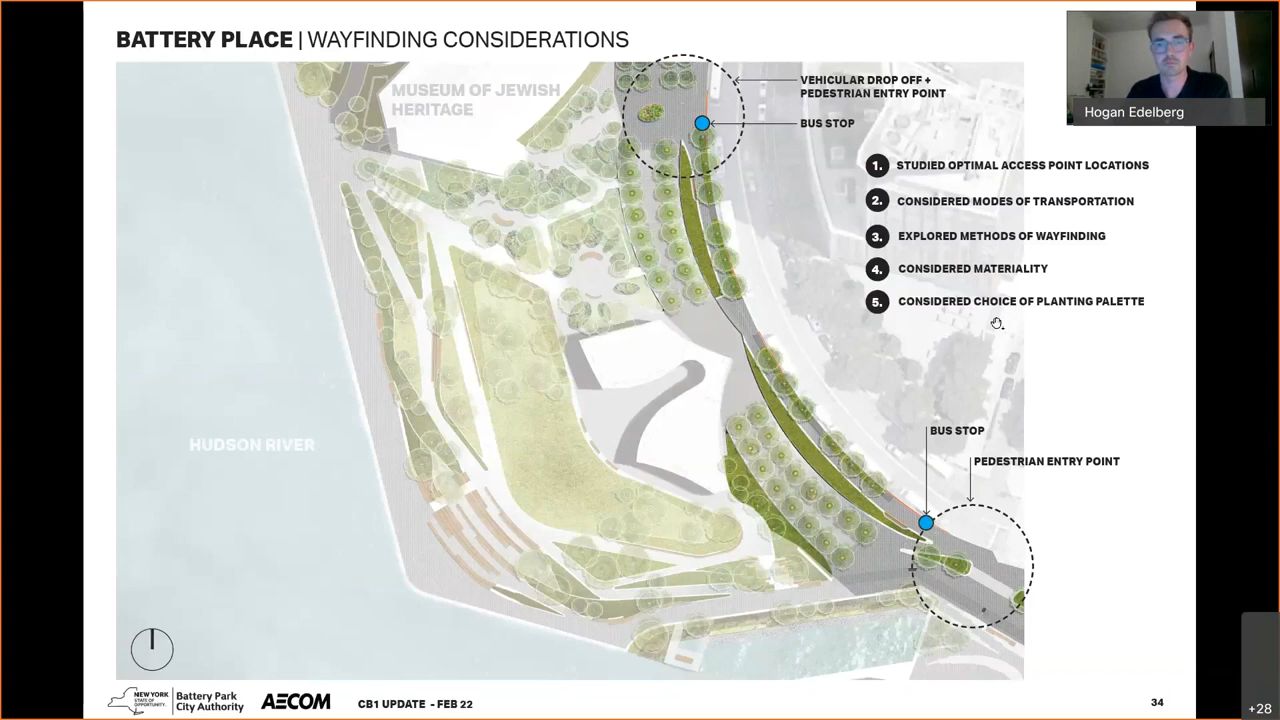 BATTERY PLACE | WAYFINDING CONSIDERATIONS
Hogan Edelberg
MUSEUM OF JEWISH
HERITAGE
VEHICULAR DROP OFF +
PEDESTRIAN ENTRY POINT
BUS STOP
1. STUDIED OPTIMAL ACCESS POINT LOCATIONS
2. CONSIDERED MODES OF TRANSPORTATION
3. EXPLORED METHODS OF WAYFINDING
4. CONSIDERED MATERIALITY
5. CONSIDERED CHOICE OF PLANTING PALETTE
HUDSON RIVER
BUS STOP
PEDESTRIAN ENTRY POINT
NEW YORK
STATE OF
OPPORTUNITY.
Battery Park
City Authority
AECOM
CB1 UPDATE - FEB 22
34
+28